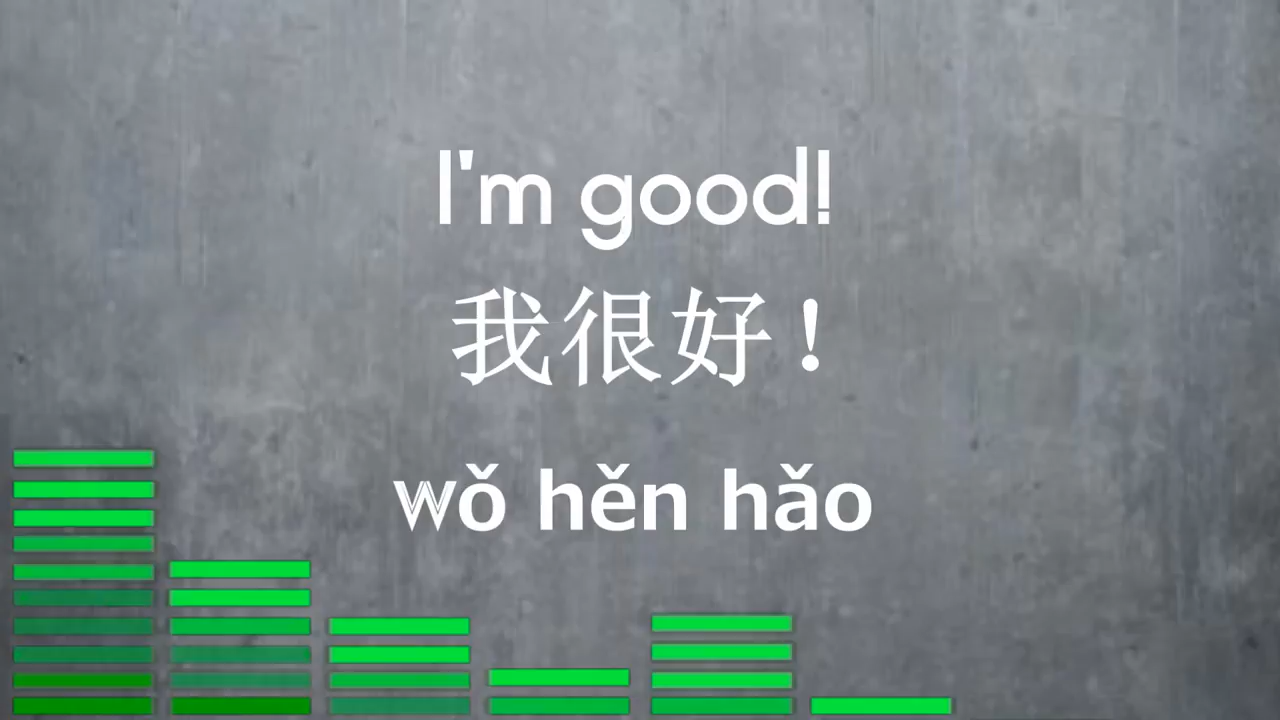 I'm good!
我很好！
wǒ hěn hǎo